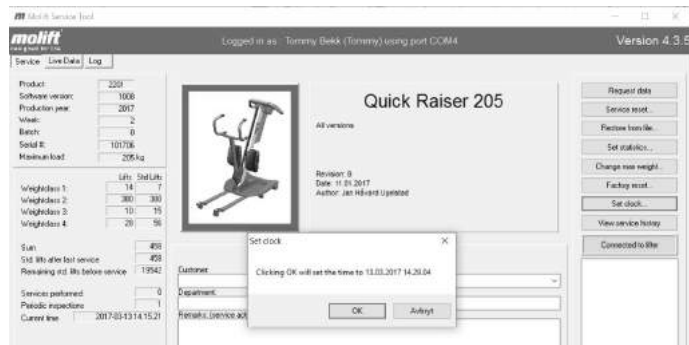 Molift Service Tool
molift
Logged in as: Tommy Bekk (Tommy) using port COM4
Version 4.3.5
Service
Live Data
Log
Product: 2201
Software version: 1008
Production year: 2017
Week: 2
Batch: 0
Serial #: 101706
Maximum load: 205 kg
Lifts Std Lifts
Weightclass 1: 14 7
Weightclass 2: 380 380
Weightclass 3: 10 15
Weightclass 4: 28 56
Sum 458
Std. lifts after last service 458
Remaining std. lifts before service 19542
Services performed 0
Periodic inspections 1
Current time 2017-03-13 14.15.21
Quick Raiser 205
All versions
Revision: B
Date: 11.01.2017
Author: Jan Håvard Upelstad
Customer:
Department:
Remarks: (service act
Set clock
Clicking OK will set the time to 13.03.2017 14.28.04
OK
Avbryt
Request data
Service reset...
Restore from file...
Set statistics...
Change max weight...
Factory reset...
Set clock...
View service history
Connected to lifter